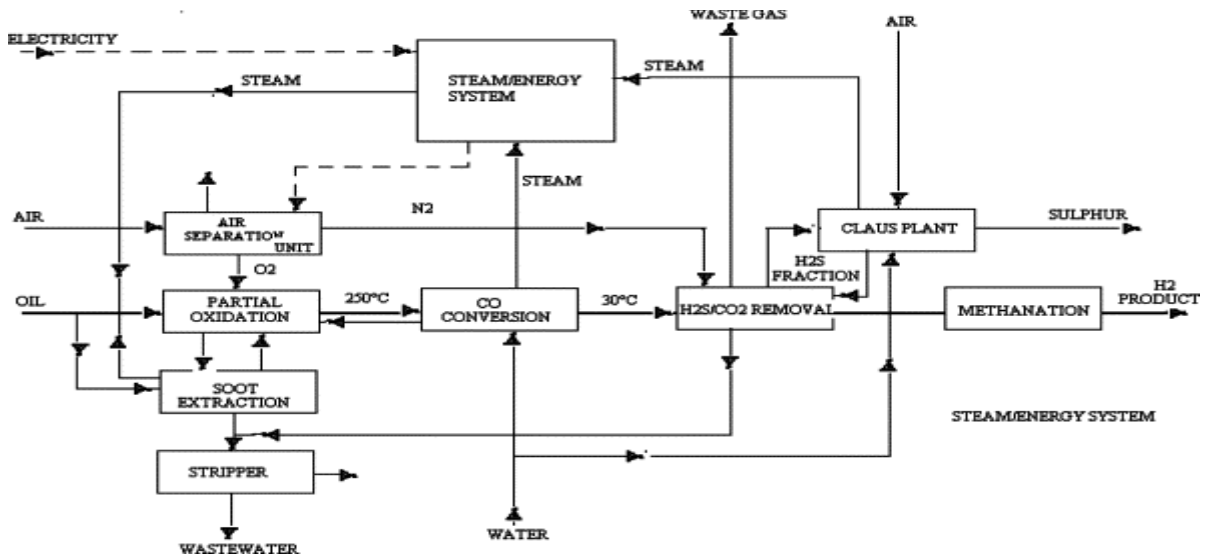 WASTE GAS
AIR
ELECTRICITY
STEAM
STEAM/ENERGY
SYSTEM
STEAM
STEAM
N2
AIR
AIR
SEPARATION
UNIT
CLAUS PLANT
SULPHUR
O2
H2S
FRACTION
OIL
PARTIAL
OXIDATION
250°C
CO
CONVERSION
30°C
H2S/CO2 REMOVAL
METHANATION
H2
PRODUCT
SOOT
EXTRACTION
STEAM/ENERGY SYSTEM
STRIPPER
WATER
WASTEWATER